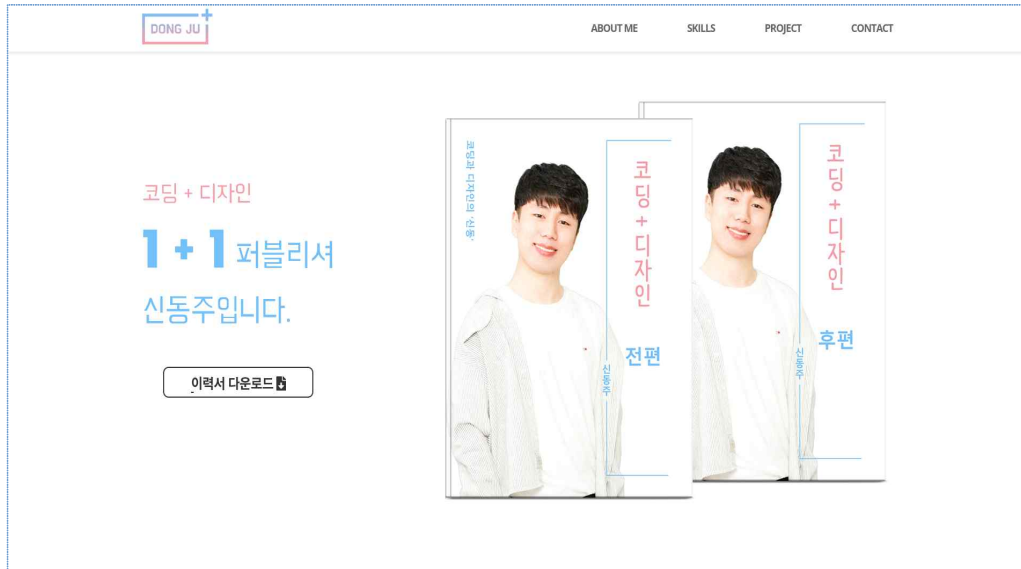 DONG JU
ABOUT ME
SKILLS
PROJECT
CONTACT
코딩 + 디자인
1 + 1 퍼블리셔
신동주입니다.
이력서 다운로드
코딩과 디자인의 '신동'
코딩+디자인
전편
신동주
코딩+디자인
후편
신동주